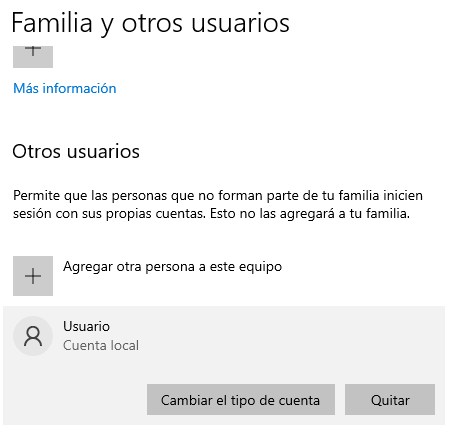 Familia y otros usuarios
Más información
Otros usuarios
Permite que las personas que no forman parte de tu familia inicien
sesión con sus propias cuentas. Esto no las agregará a tu familia.
Agregar otra persona a este equipo
Usuario
Cuenta local
Cambiar el tipo de cuenta
Quitar